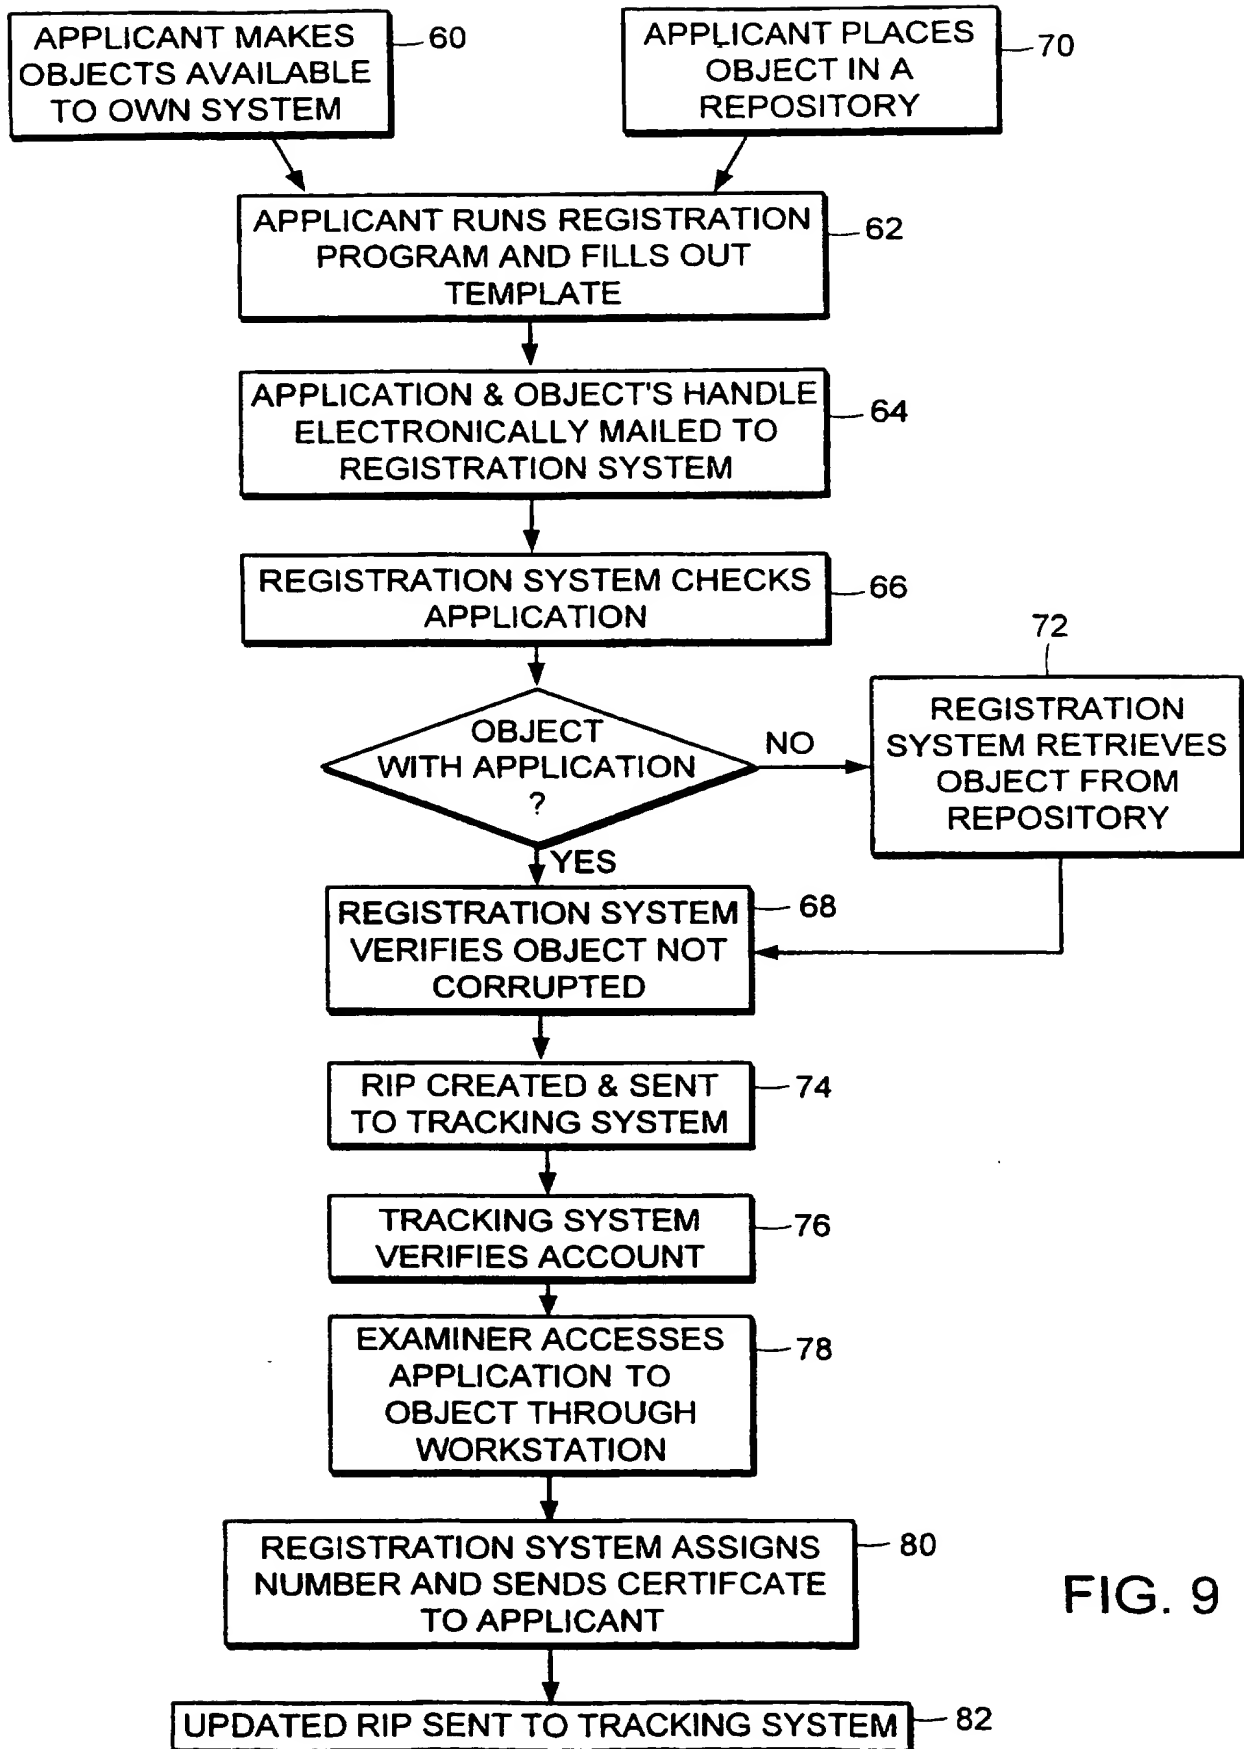 APPLICANT MAKES
OBJECTS AVAILABLE
TO OWN SYSTEM
60
APPLICANT PLACES
OBJECT IN A
REPOSITORY
70
APPLICANT RUNS REGISTRATION
PROGRAM AND FILLS OUT
TEMPLATE
62
APPLICATION & OBJECT'S HANDLE
ELECTRONICALLY MAILED TO
REGISTRATION SYSTEM
64
REGISTRATION SYSTEM CHECKS
APPLICATION
66
OBJECT
WITH APPLICATION
?
NO
YES
72
REGISTRATION
SYSTEM RETRIEVES
OBJECT FROM
REPOSITORY
REGISTRATION SYSTEM
VERIFIES OBJECT NOT
CORRUPTED
68
RIP CREATED & SENT
TO TRACKING SYSTEM
74
TRACKING SYSTEM
VERIFIES ACCOUNT
76
EXAMINER ACCESSES
APPLICATION TO
OBJECT THROUGH
WORKSTATION
78
REGISTRATION SYSTEM ASSIGNS
NUMBER AND SENDS CERTIFCATE
TO APPLICANT
80
UPDATED RIP SENT TO TRACKING SYSTEM
82
FIG. 9